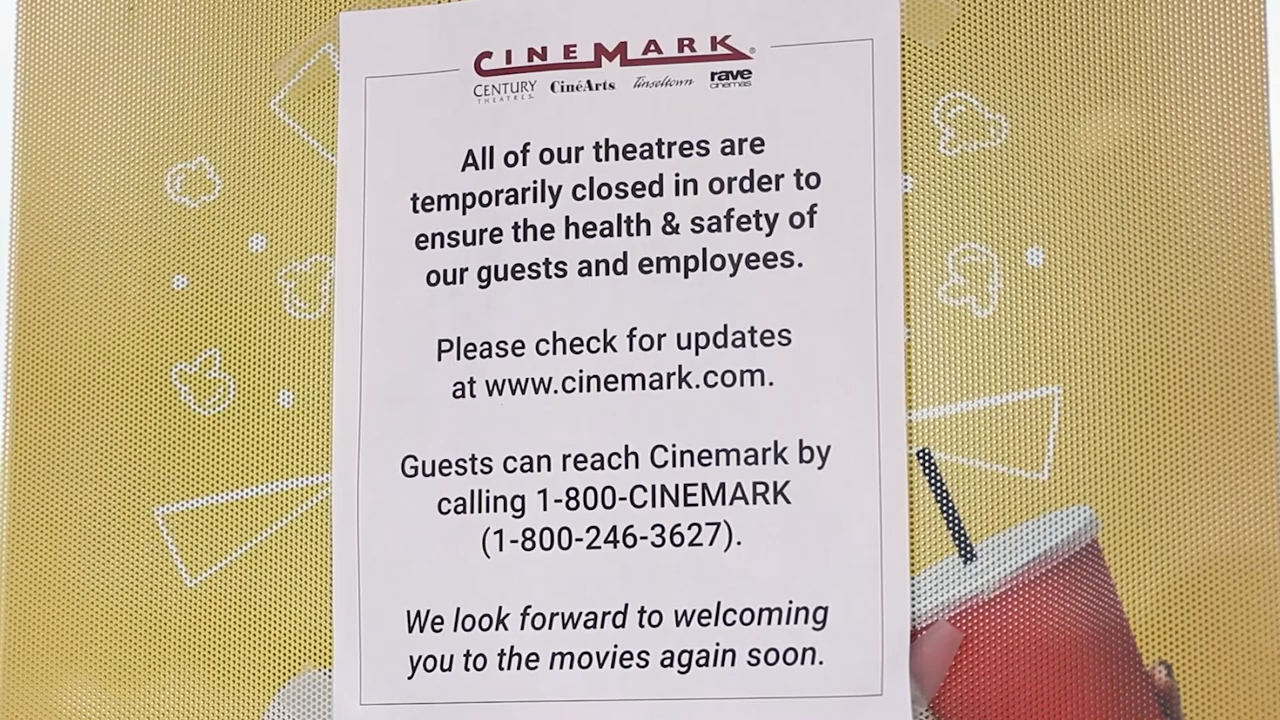 CINEMARK®
CENTURY THEATRES. CinéArts Tinseltown rave cinemas
All of our theatres are
temporarily closed in order to
ensure the health & safety of
our guests and employees.
Please check for updates
at www.cinemark.com.
Guests can reach Cinemark by
calling 1-800-CINEMARK
(1-800-246-3627).
We look forward to welcoming
you to the movies again soon.